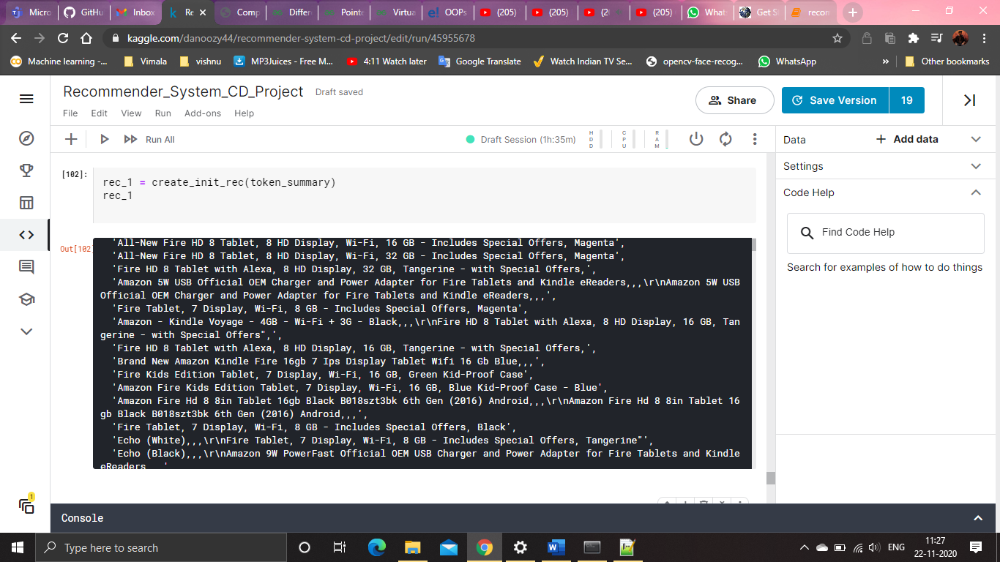 Micro
GitHu
Inbox
Re
Comp
Differ
Pointe
Virtua
OOPs
(205)
(205)
(2
(205)
Whats
Get S
recom
kaggle.com/danoozy44/recommender-system-cd-project/edit/run/45955678
Machine learning -...
Vimala
vishnu
MP3Juices - Free M...
4:11 Watch later
Google Translate
Watch Indian TV Se...
opencv-face-recog...
WhatsApp
»
Other bookmarks
Recommender_System_CD_Project
Draft saved
File Edit View Run Add-ons Help
Share
Save Version
19
Run All
Draft Session (1h:35m)
HDD
CPU
RAM
Data
+ Add data
Settings
Code Help
Find Code Help
Search for examples of how to do things
[102]:
rec_1 = create_init_rec(token_summary)
rec_1
Out[102
'All-New Fire HD 8 Tablet, 8 HD Display, Wi-Fi, 16 GB - Includes Special Offers, Magenta',
'All-New Fire HD 8 Tablet, 8 HD Display, Wi-Fi, 32 GB - Includes Special Offers, Magenta',
'Fire HD 8 Tablet with Alexa, 8 HD Display, 32 GB, Tangerine - with Special Offers,',
'Amazon 5W USB Official OEM Charger and Power Adapter for Fire Tablets and Kindle eReaders,,,\r\nAmazon 5W USB
Official OEM Charger and Power Adapter for Fire Tablets and Kindle eReaders,,,',
'Fire Tablet, 7 Display, Wi-Fi, 8 GB - Includes Special Offers, Magenta',
'Amazon - Kindle Voyage - 4GB - Wi-Fi + 3G - Black,,,\r\nFire HD 8 Tablet with Alexa, 8 HD Display, 16 GB, Tan
gerine - with Special Offers",',
'Fire HD 8 Tablet with Alexa, 8 HD Display, 16 GB, Tangerine - with Special Offers,',
'Brand New Amazon Kindle Fire 16gb 7 Ips Display Tablet Wifi 16 Gb Blue,,,',
'Fire Kids Edition Tablet, 7 Display, Wi-Fi, 16 GB, Green Kid-Proof Case',
'Amazon Fire Kids Edition Tablet, 7 Display, Wi-Fi, 16 GB, Blue Kid-Proof Case - Blue',
'Amazon Fire Hd 8 8in Tablet 16gb Black B018szt3bk 6th Gen (2016) Android,,,\r\nAmazon Fire Hd 8 8in Tablet 16
gb Black B018szt3bk 6th Gen (2016) Android,,,',
'Fire Tablet, 7 Display, Wi-Fi, 8 GB - Includes Special Offers, Black',
'Echo (White),,,\r\nFire Tablet, 7 Display, Wi-Fi, 8 GB - Includes Special Offers, Tangerine"',
'Echo (Black),,,\r\nAmazon 9W PowerFast Official OEM USB Charger and Power Adapter for Fire Tablets and Kindle
eReaders,,,'
1
Console
Type here to search
ENG
11:27
22-11-2020